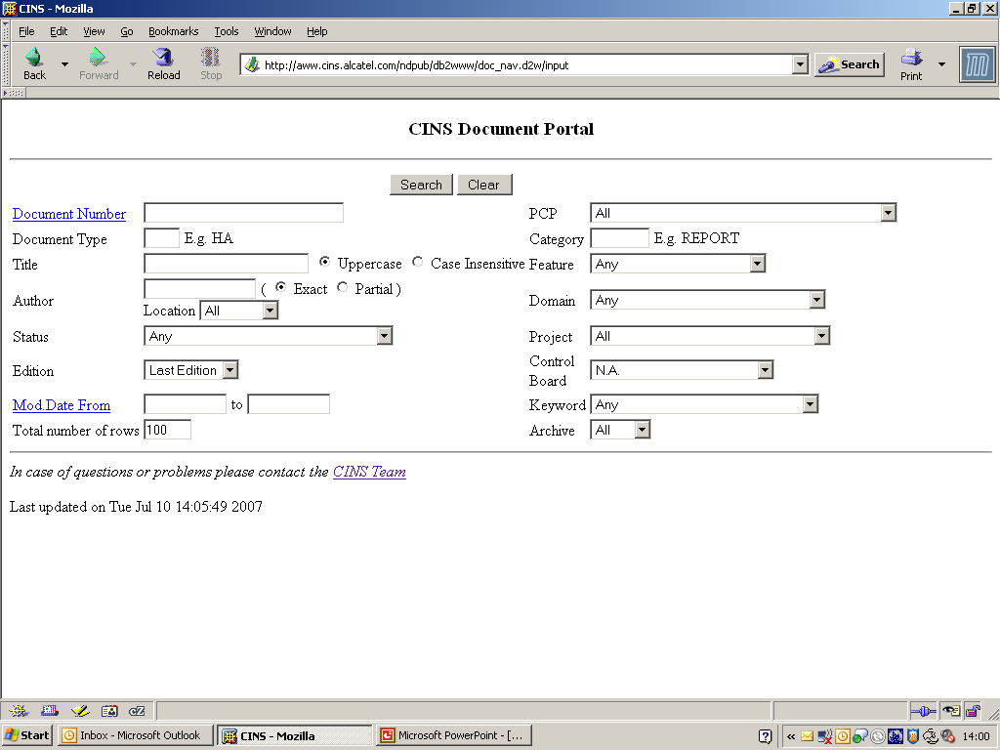 CINS - Mozilla
File Edit View Go Bookmarks Tools Window Help
Back Forward Reload Stop http://aww.cins.alcatel.com/ndpub/db2www/doc_nav.d2w/input Search Print
CINS Document Portal
Search Clear
Document Number PCP All
Document Type E.g. HA Category E.g. REPORT
Title Uppercase Case Insensitive Feature Any
Author ( Exact Partial ) Domain Any
Location All
Status Any Project All
Edition Last Edition Control Board N.A.
Mod.Date From to Keyword Any
Total number of rows 100 Archive All
In case of questions or problems please contact the CINS Team
Last updated on Tue Jul 10 14:05:49 2007
Start Inbox - Microsoft Outlook CINS - Mozilla Microsoft PowerPoint - [... 14:00